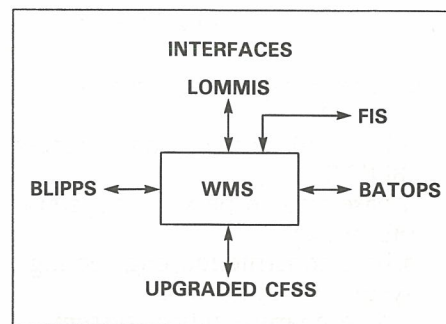 INTERFACES
LOMMIS
FIS
BLIPPS
WMS
BATOPS
UPGRADED CFSS